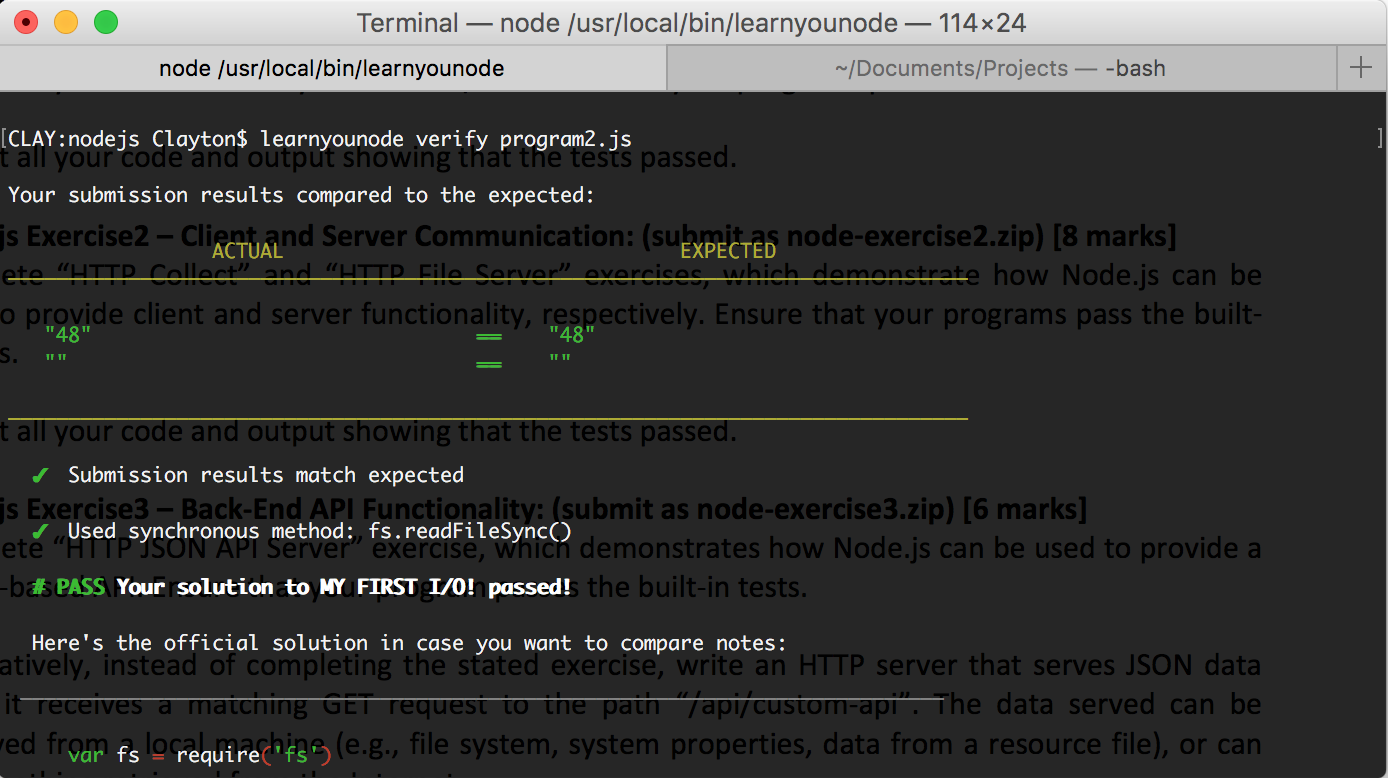 Terminal — node /usr/local/bin/learnyounode — 114×24
node /usr/local/bin/learnyounode
~/Documents/Projects — -bash
[CLAY:nodejs Clayton$ learnyounode verify program2.js ]
t all your code and output showing that the tests passed.
Your submission results compared to the expected:
js Exercise2 – Client and Server Communication: (submit as node-exercise2.zip) [8 marks]
ACTUAL EXPECTED
ete “HTTP Collect” and “HTTP File Server” exercises, which demonstrate how Node.js can be
o provide client and server functionality, respectively. Ensure that your programs pass the built-
"48" == "48"
s.
"" == ""
t all your code and output showing that the tests passed.
✔ Submission results match expected
js Exercise3 – Back-End API Functionality: (submit as node-exercise3.zip) [6 marks]
✔ Used synchronous method: fs.readFileSync()
ete “HTTP JSON API Server” exercise, which demonstrates how Node.js can be used to provide a
-based API. Ensure that your program passes the built-in tests.
# PASS Your solution to MY FIRST I/O! passed!
Here's the official solution in case you want to compare notes:
atively, instead of completing the stated exercise, write an HTTP server that serves JSON data
it receives a matching GET request to the path “/api/custom-api”. The data served can be
ved from a local machine (e.g., file system, system properties, data from a resource file), or can
var fs = require('fs')